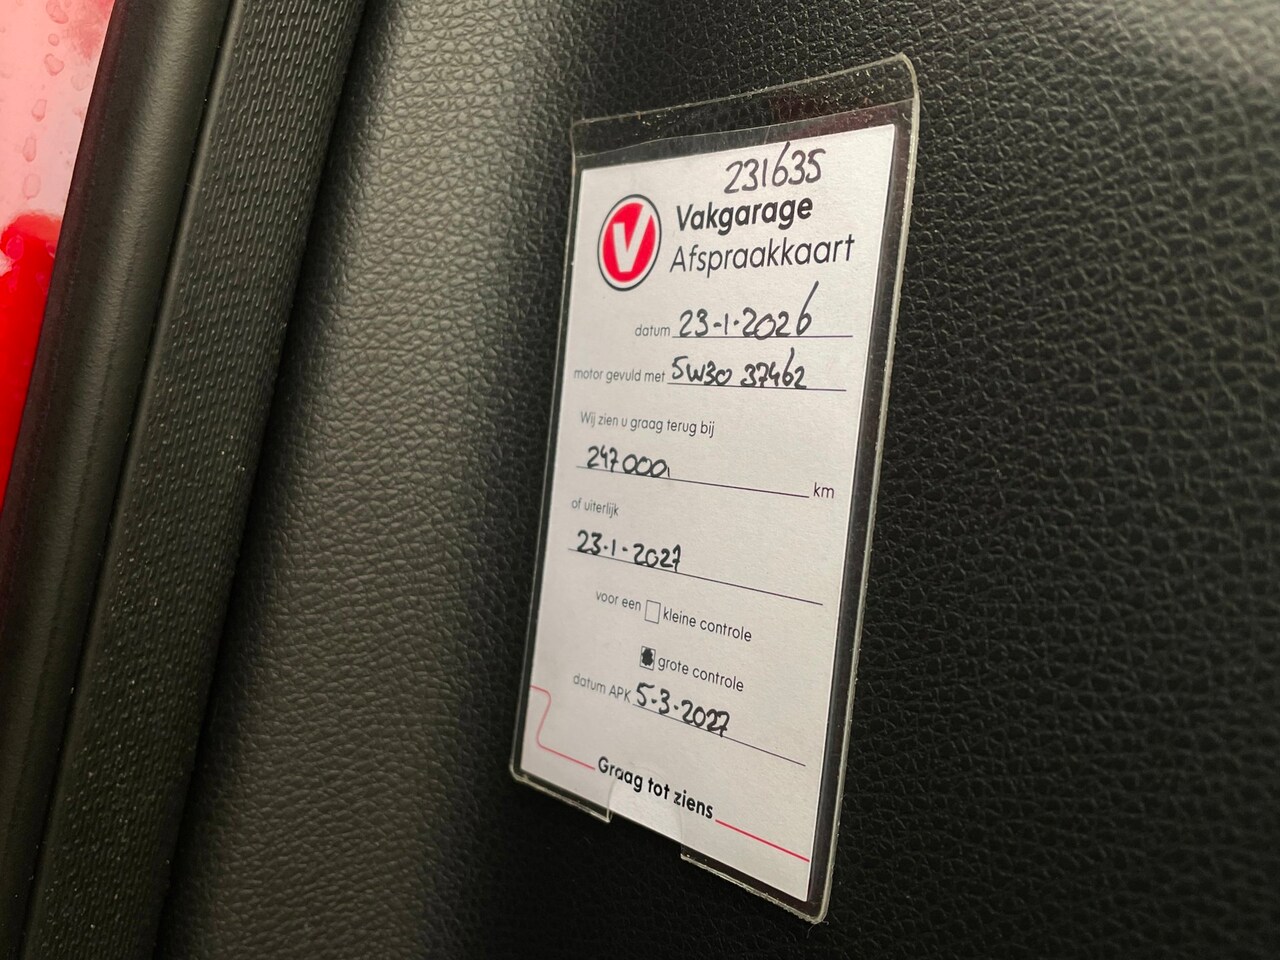 231635
V
Vakgarage
Afspraakkaart
datum 23-1-2026
motor gevuld met 5W30 37462
Wij zien u graag terug bij
247000, km
of uiterlijk
23-1-2027
voor een kleine controle
grote controle
datum APK 5-3-2027
Graag tot ziens